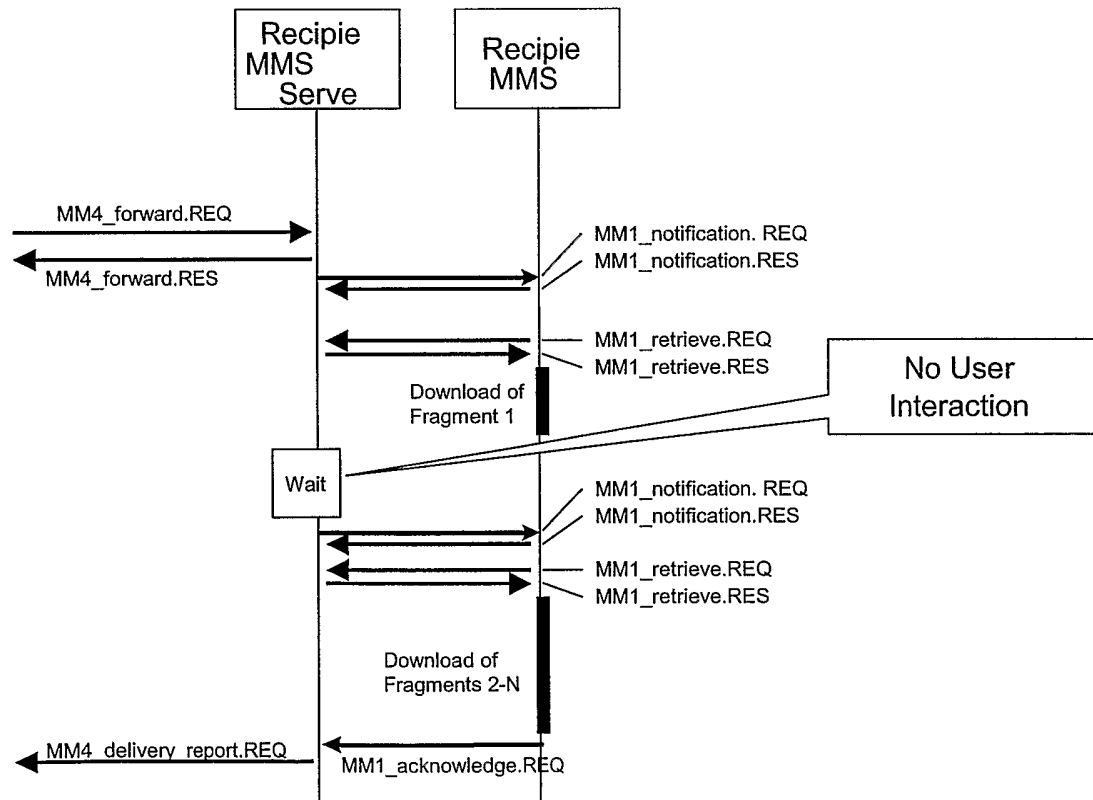 Recipie
MMS
Serve
Recipie
MMS
MM4_forward.REQ
MM4_forward.RES
MM1_notification. REQ
MM1_notification.RES
MM1_retrieve.REQ
MM1_retrieve.RES
Download of
Fragment 1
No User
Interaction
Wait
MM1_notification. REQ
MM1_notification.RES
MM1_retrieve.REQ
MM1_retrieve.RES
Download of
Fragments 2-N
MM4_delivery_report.REQ
MM1_acknowledge.REQ